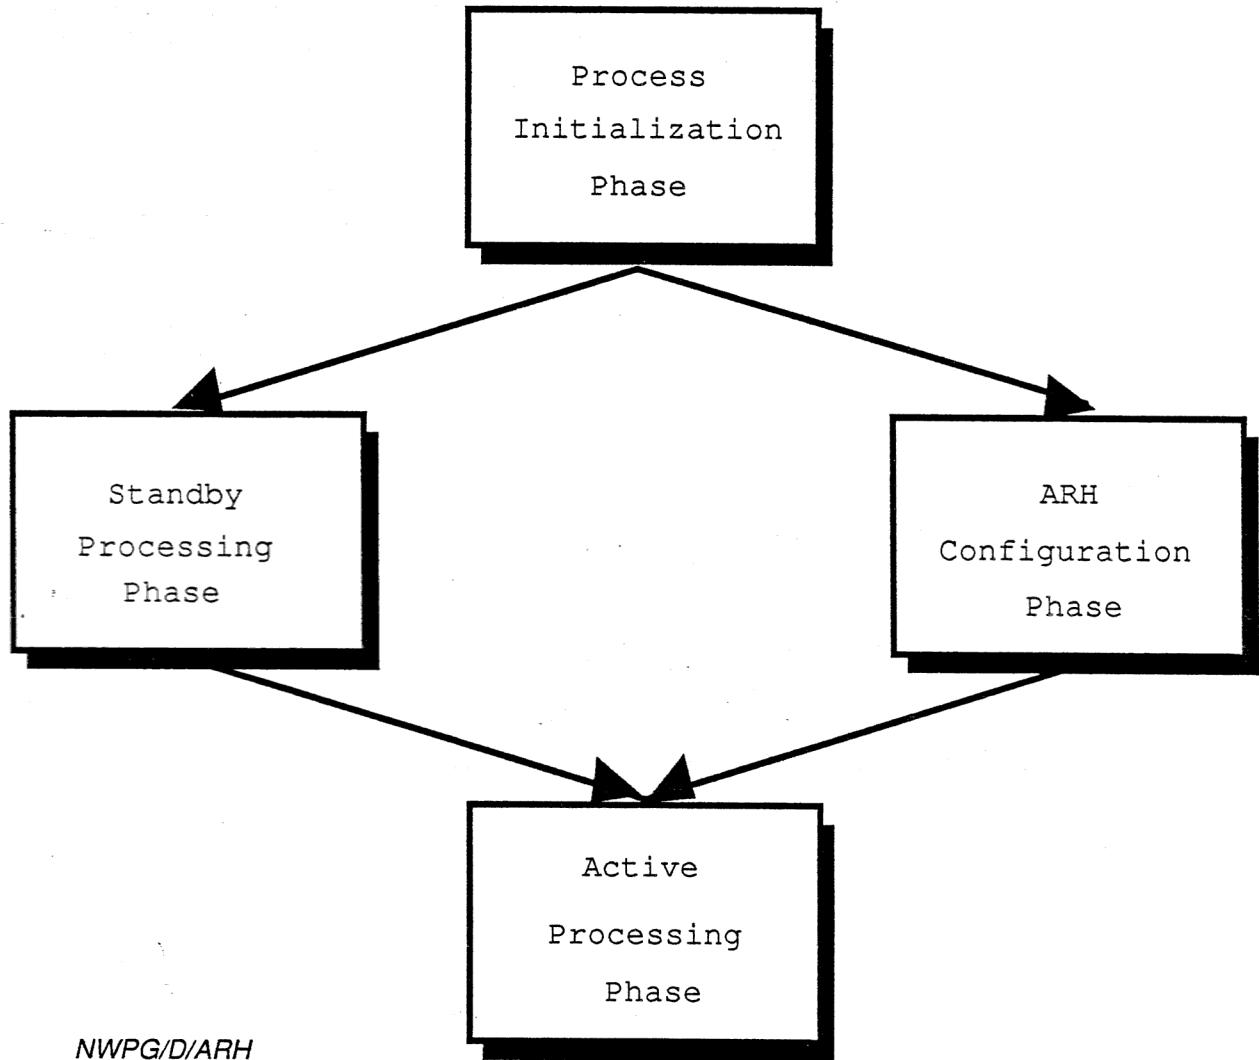 Process
Initialization
Phase
Standby
Processing
Phase
ARH
Configuration
Phase
Active
Processing
Phase
NWPG/D/ARH